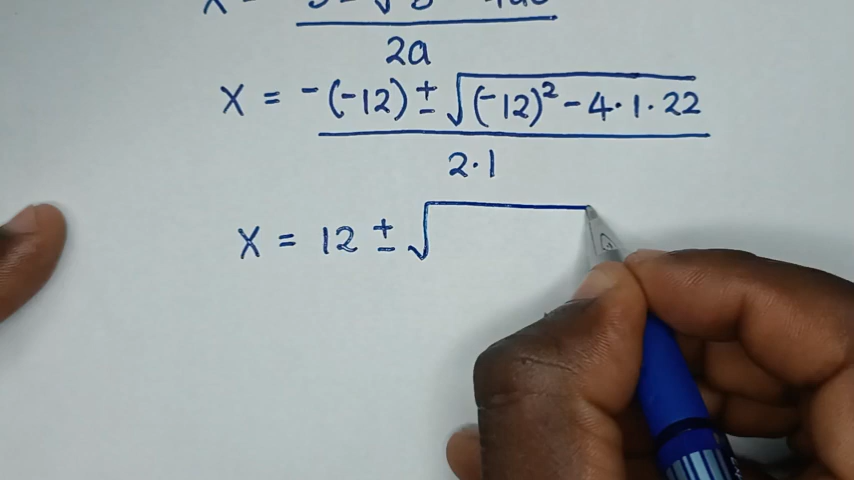 2a
X = -(-12) ± √(-12)² - 4·1·22
2·1
X = 12 ± √